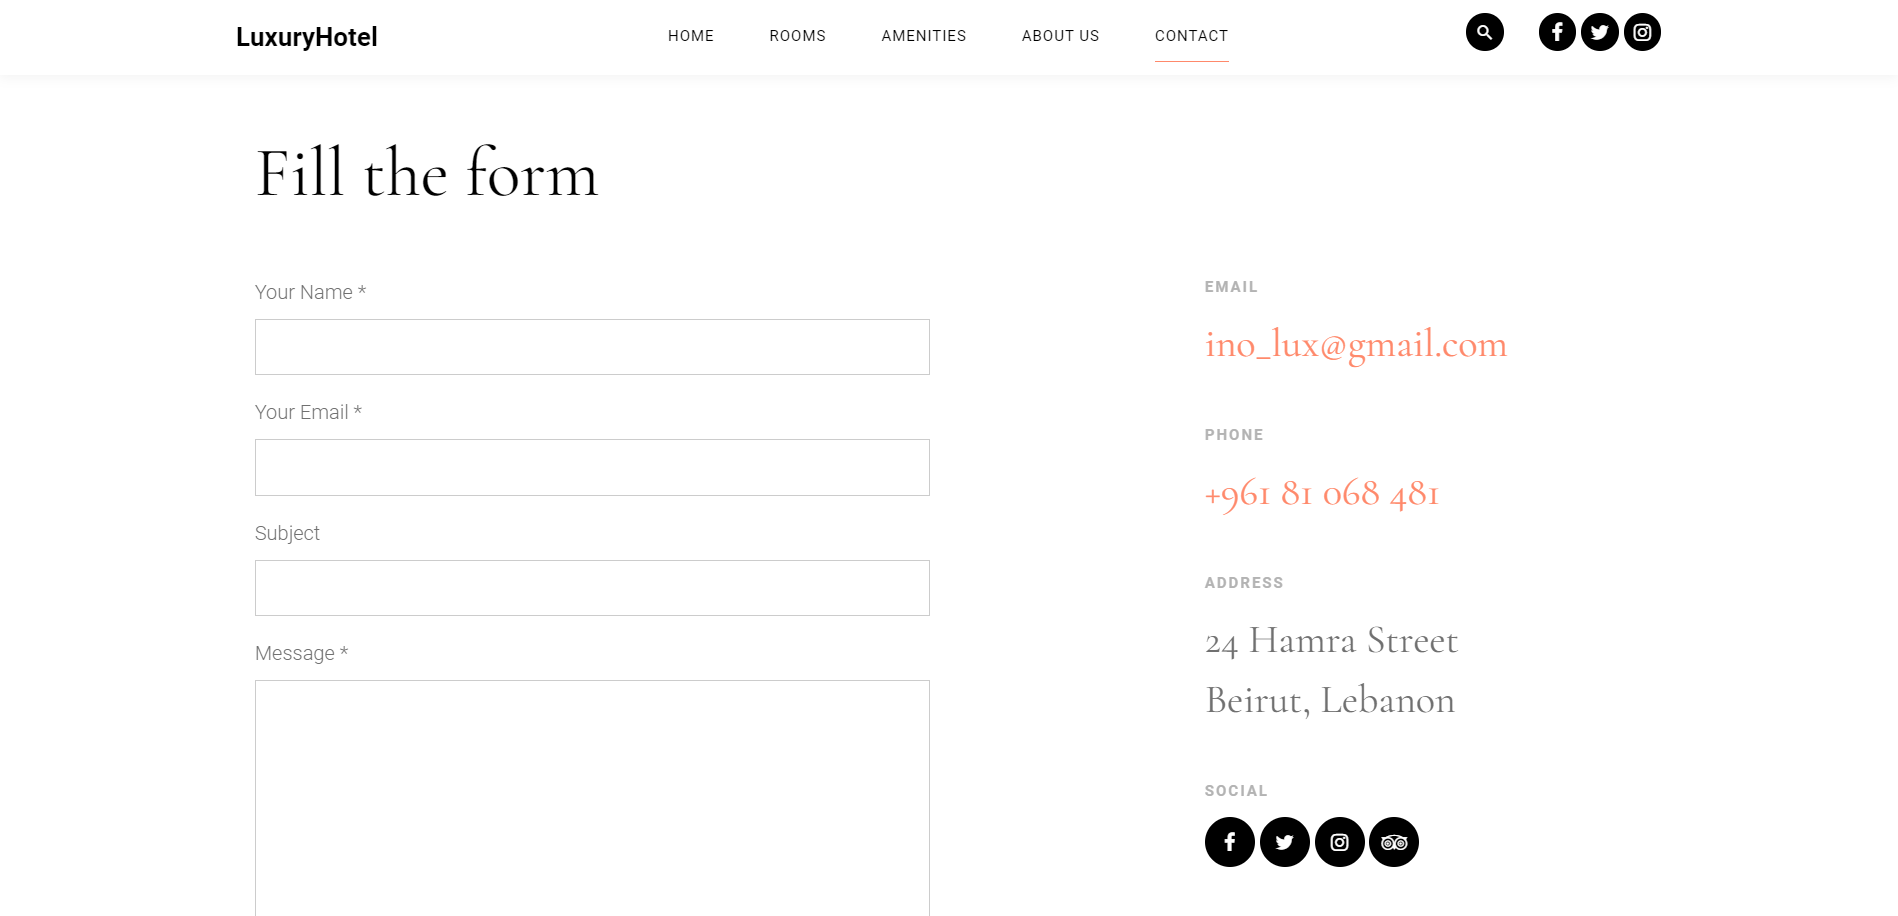 LuxuryHotel
HOME ROOMS AMENITIES ABOUT US CONTACT
Fill the form
Your Name *
Your Email *
Subject
Message *
EMAIL
ino_lux@gmail.com
PHONE
+961 81 068 481
ADDRESS
24 Hamra Street
Beirut, Lebanon
SOCIAL